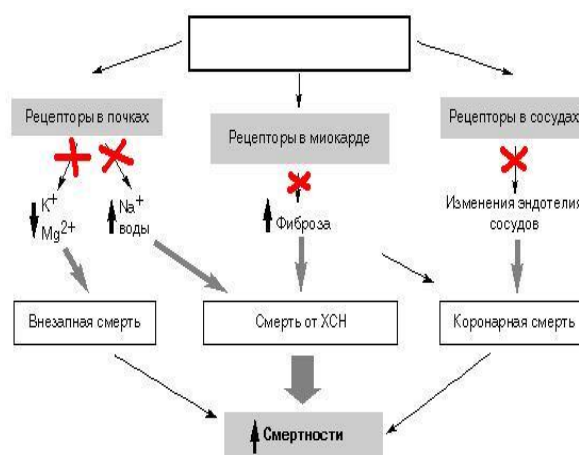 Рецепторы в почках
Рецепторы в миокарде
Рецепторы в сосудах
K+
Mg2+
Na+
воды
Фиброза
Изменения эндотелия
сосудов
Внезапная смерть
Смерть от ХСН
Коронарная смерть
Смертности